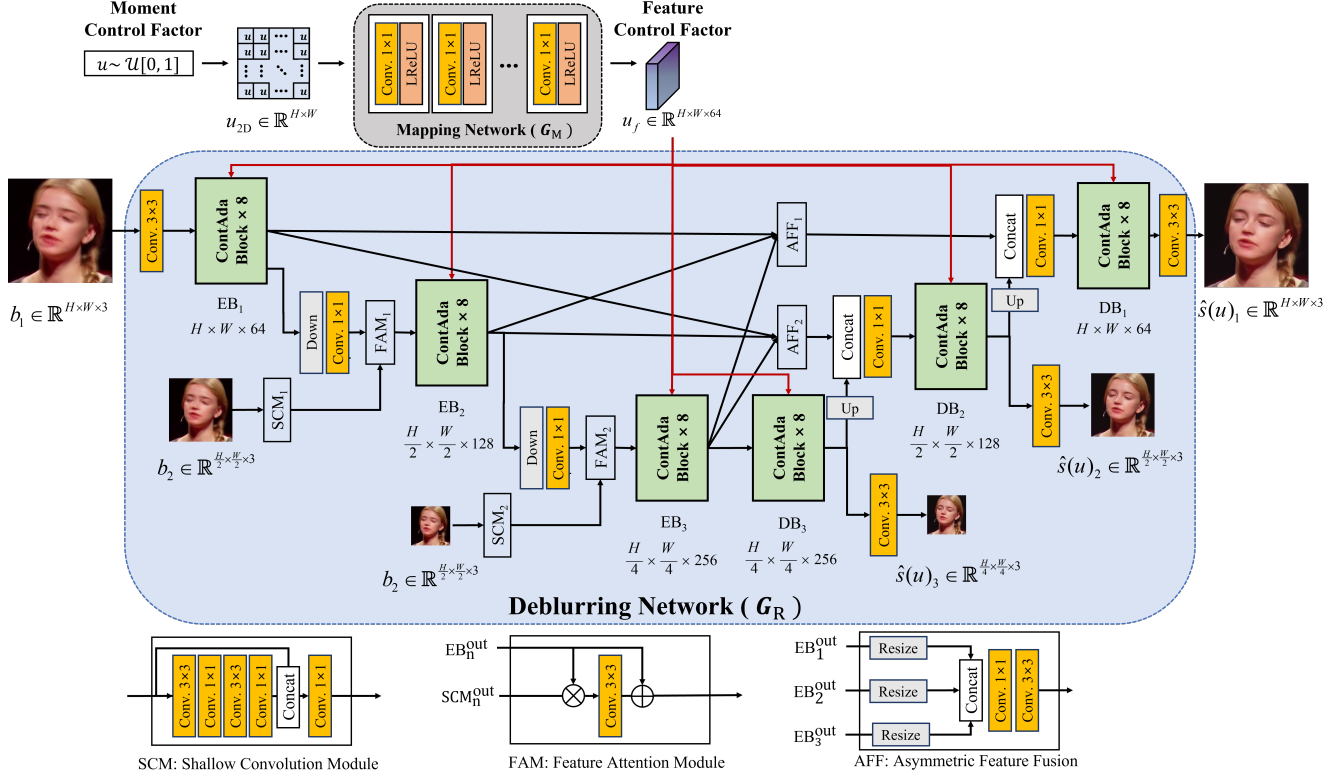 Moment
Control Factor
u~ 𝒰[0, 1]
u u ··· u
u u ··· u
⋮ ⋮ ⋱ ⋮
u u ··· u
u_2D ∈ ℝ^{H×W}
Conv. 1×1
LReLU
Conv. 1×1
LReLU
···
Conv. 1×1
LReLU
Mapping Network ( G_M )
Feature
Control Factor
u_f ∈ ℝ^{H×W×64}
b_1 ∈ ℝ^{H×W×3}
Conv. 3×3
ContAda
Block × 8
EB_1
H × W × 64
Down
Conv. 1×1
FAM_1
SCM_1
b_2 ∈ ℝ^{H/2×W/2×3}
ContAda
Block × 8
EB_2
H/2 × W/2 × 128
Down
Conv. 1×1
FAM_2
SCM_2
b_2 ∈ ℝ^{H/2×W/2×3}
ContAda
Block × 8
EB_3
H/4 × W/4 × 256
ContAda
Block × 8
DB_3
H/4 × W/4 × 256
Conv. 3×3
ŝ(u)_3 ∈ ℝ^{H/4×W/4×3}
AFF_1
AFF_2
Up
Concat
Conv. 1×1
ContAda
Block × 8
DB_2
H/2 × W/2 × 128
Conv. 3×3
ŝ(u)_2 ∈ ℝ^{H/2×W/2×3}
Up
Concat
Conv. 1×1
ContAda
Block × 8
DB_1
H × W × 64
Conv. 3×3
ŝ(u)_1 ∈ ℝ^{H×W×3}
Deblurring Network ( G_R )
Conv. 3×3
Conv. 1×1
Conv. 3×3
Conv. 1×1
Concat
Conv. 1×1
SCM: Shallow Convolution Module
EB_n^out
SCM_n^out
Conv. 3×3
FAM: Feature Attention Module
EB_1^out
Resize
EB_2^out
Resize
EB_3^out
Resize
Concat
Conv. 1×1
Conv. 3×3
AFF: Asymmetric Feature Fusion